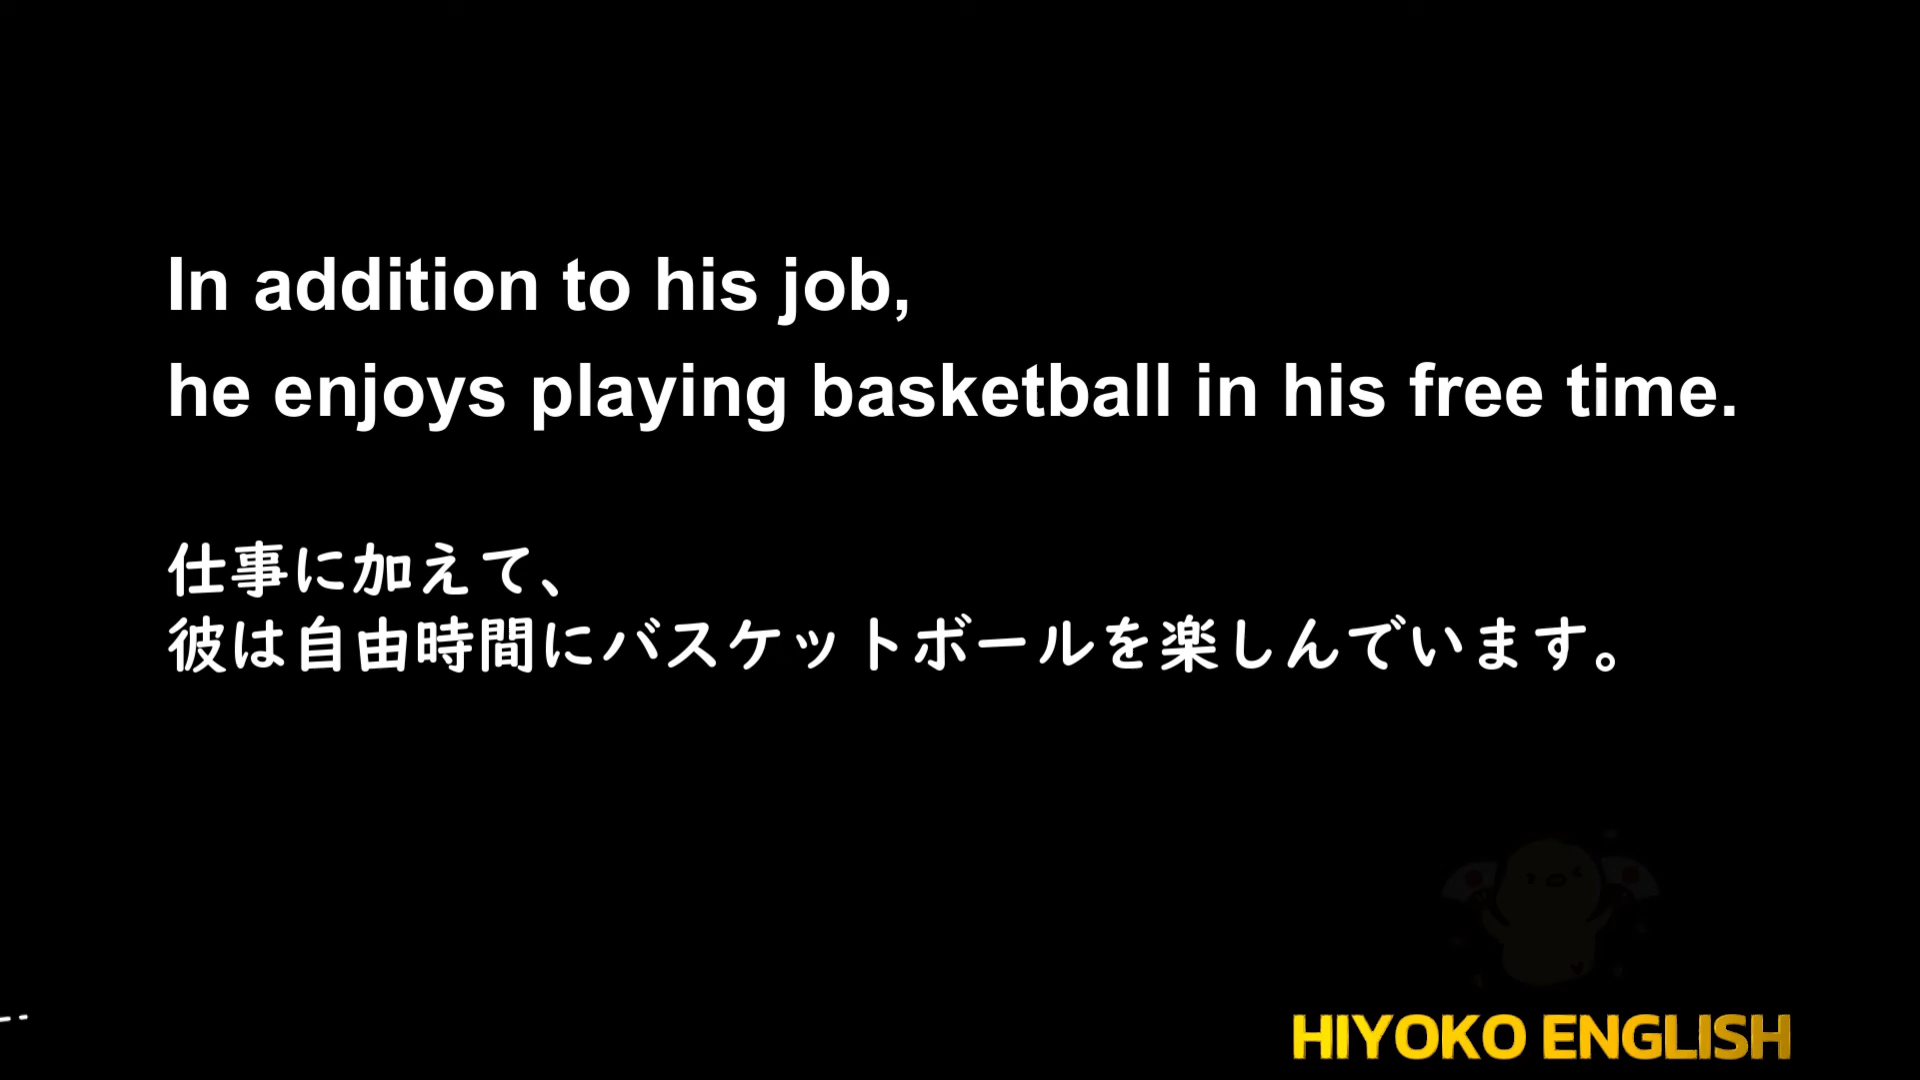 In addition to his job,
he enjoys playing basketball in his free time.
仕事に加えて、
彼は自由時間にバスケットボールを楽しんでいます。
HIYOKO ENGLISH